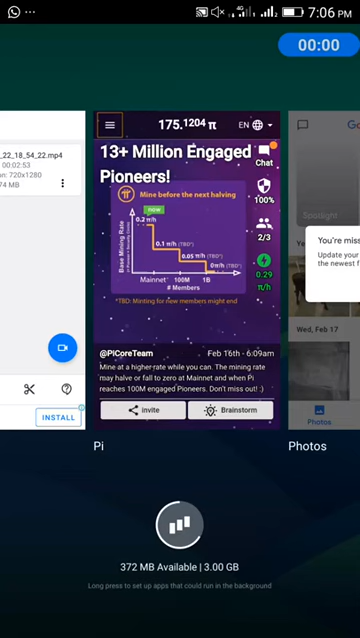 4G
7:06 PM
00:00
_22_18_54_22.mp4
00:02:53
n: 720x1280
74 MB
INSTALL
175.1204 π
EN
13+ Million Engaged
Pioneers!
Chat
100%
2/3
0.29
π/h
Mine before the next halving
new
Base Mining Rate
0.2 π/h
0.1 π/h (TBD*)
0.05 π/h (TBD*)
0π/h (TBD*)
Mainnet
100M
1B
# Members
*TBD: Minting for new members might end
@PiCoreTeam
Feb 16th - 6:09am
Mine at a higher rate while you can. The mining rate
may halve or fall to zero at Mainnet and when Pi
reaches 100M engaged Pioneers. Don't miss out! :)
invite
Brainstorm
Pi
Go
Spotlight
You're miss
Update your
the newest f
Wed, Feb 17
Photos
Photos
372 MB Available | 3.00 GB
Long press to set up apps that could run in the background